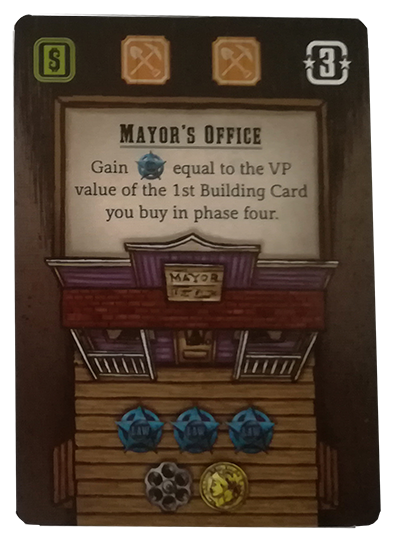 $ 3
MAYOR'S OFFICE
Gain equal to the VP
value of the 1st Building Card
you buy in phase four.
MAYOR